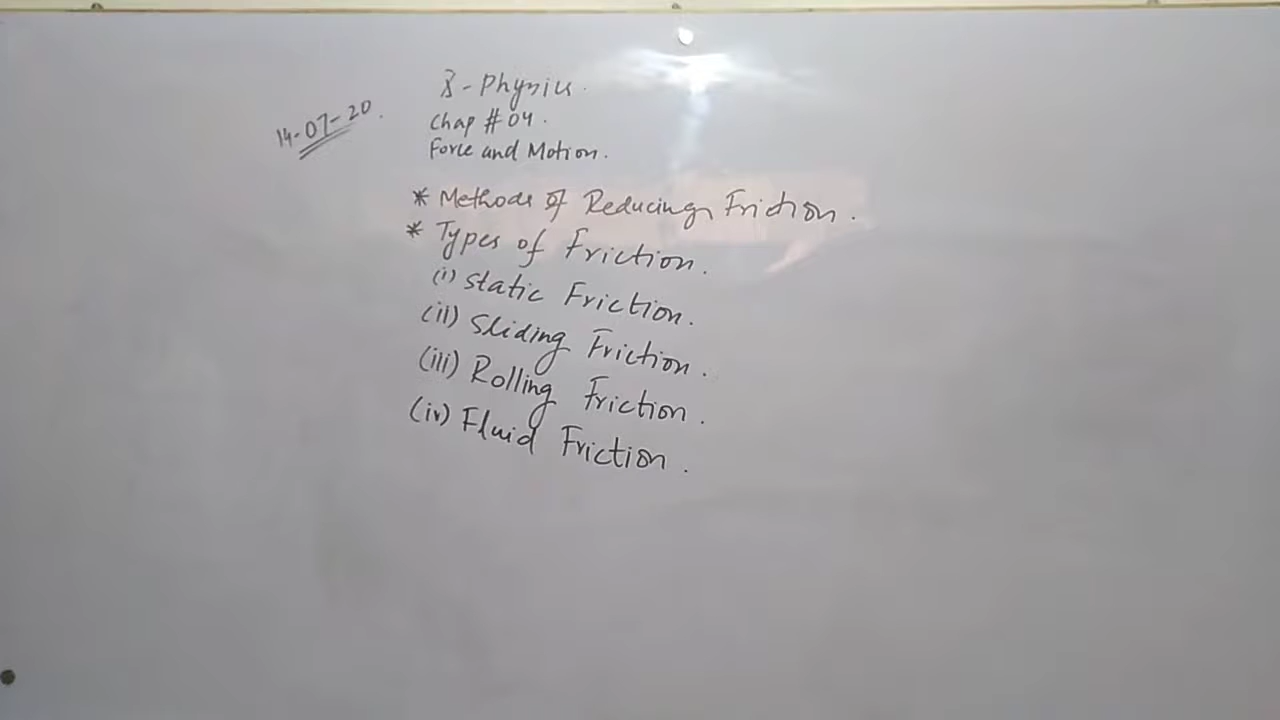 8-Physics.
14-07-20.
Chap # 04.
Force and Motion.
* Methods of Reducing Friction.
* Types of Friction.
(i) Static Friction.
(ii) Sliding Friction.
(iii) Rolling Friction.
(iv) Fluid Friction.